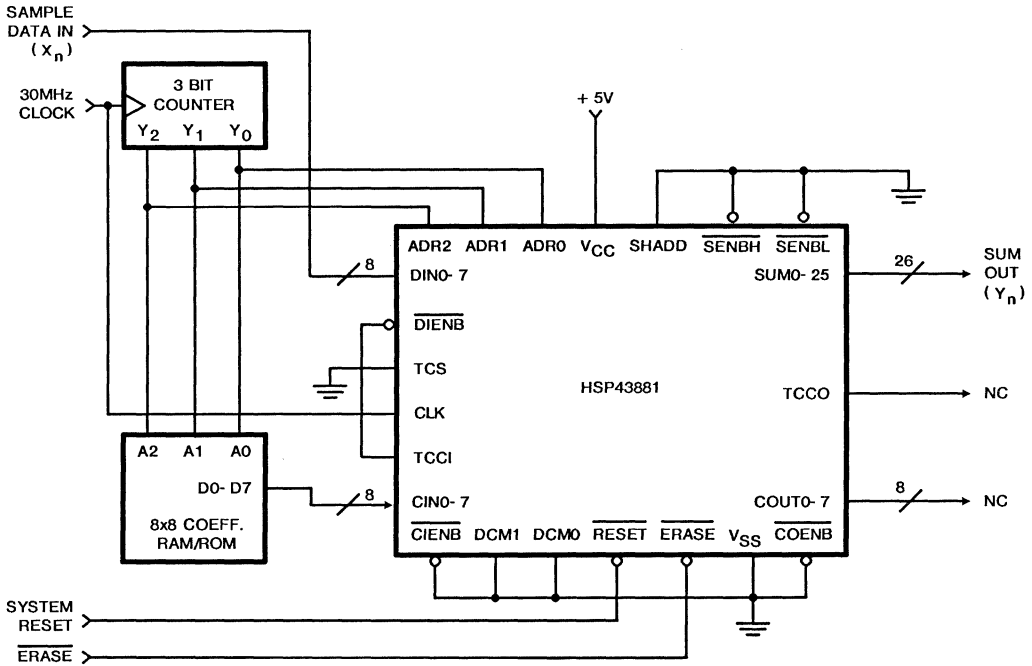 SAMPLE
DATA IN
(Xn)
3 BIT
COUNTER
30MHz
CLOCK
Y2 Y1 Y0
+ 5V
ADR2 ADR1 ADR0 VCC SHADD SENBH SENBL
8
DIN0- 7
SUM0- 25
26
SUM
OUT
(Yn)
DIENB
TCS
HSP43881
TCCO
NC
CLK
A2 A1 A0
TCCI
D0- D7
8
CIN0- 7
COUT0- 7
8
NC
8x8 COEFF.
RAM/ROM
CIENB DCM1 DCM0 RESET ERASE VSS COENB
SYSTEM
RESET
ERASE